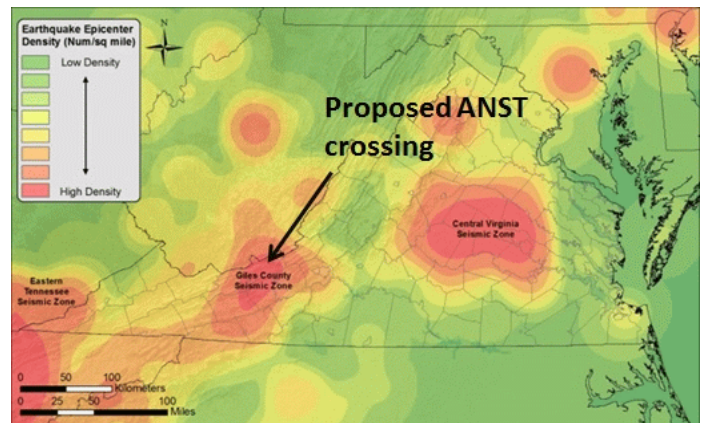 Earthquake Epicenter
Density (Num/sq mile)
Low Density
High Density
N
Proposed ANST
crossing
Central Virginia
Seismic Zone
Giles County
Seismic Zone
Eastern
Tennessee
Seismic Zone
0 50 100
Kilometers
0 25 50 100
Miles